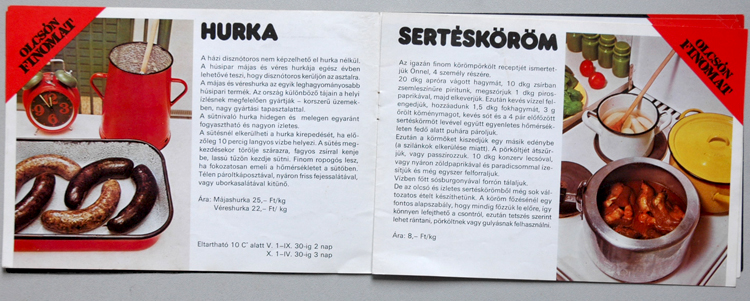 OLCSÓN
FINOMAT
HURKA
A házi disznótoros nem képzelhető el hurka nélkül.
A húsipar májas és véres hurkája egész évben
lehetővé teszi, hogy disznótoros kerüljön az asztalra.
A májas és véreshurka az egyik leghagyományosabb
húsipari termék. Az ország különböző tájain a helyi
ízlésnek megfelelően gyártják – korszerű üzemek-
ben, nagy gyártási tapasztalattal.
A sütnivaló hurka hidegen és melegen egyaránt
fogyasztható és nagyon ízletes.
A sütésnél elkerülheti a hurka kirepedését, ha elő-
zőleg 10 percig langyos vízbe helyezi. A sütés meg-
kezdésekor törölje szárazra, fagyos zsírral kenje
be, lassú tűzön kezdje sütni. Finom ropogós lesz,
ha fokozatosan emeli a hőmérsékletet a sütőben.
Télen pároltkáposztával, nyáron friss fejessalátával,
vagy uborkasalátával kitűnő.
Ára: Májashurka 25,– Ft/kg
Véreshurka 22,– Ft/ kg
Eltartható 10 C° alatt V. 1–IX. 30-ig 2 nap
X. 1–IV. 30-ig 3 nap
SERTÉSKÖRÖM
Az igazán finom körömpörkölt receptjét ismertet-
jük Önnel, 4 személy részére.
20 dkg apróra vágott hagymát, 10 dkg zsírban
zsemleszínűre pirítunk, megszórjuk 1 dkg piros-
paprikával, majd elkeverjük. Ezután kevés vízzel fel-
engedjük, hozzáadunk 1,5 dkg fokhagymát, 3 g
őrölt köménymagot, kevés sót és a 4 pár előfőzött
sertéskörmöt levével együtt egyenletes hőmérsék-
leten fedő alatt puhára pároljuk.
Ezután a körmöket kiszedjük egy másik edénybe
(a szilánkok elkerülése matt). A pörköltjét átszűr-
jük, vagy passzírozzuk. 10 dkg konzerv lecsóval,
vagy nyáron zöldpaprikával és paradicsommal íze-
sítjük és még egyszer felforraljuk.
Vízben főtt sósburgonyával forrón tálaljuk.
De az olcsó és ízletes sertéskörömből még sok vál-
tozatos ételt készíthetünk. A köröm főzésénél egy
fontos alapszabály, hogy mindig főzzük le előre, így
könnyen lefejthető a csontról, ezután tetszés szerint
lehet rántani, pörköltnek vagy gulyásnak felhasználni.
Ára: 8,– Ft/kg
OLCSÓN
FINOMAT